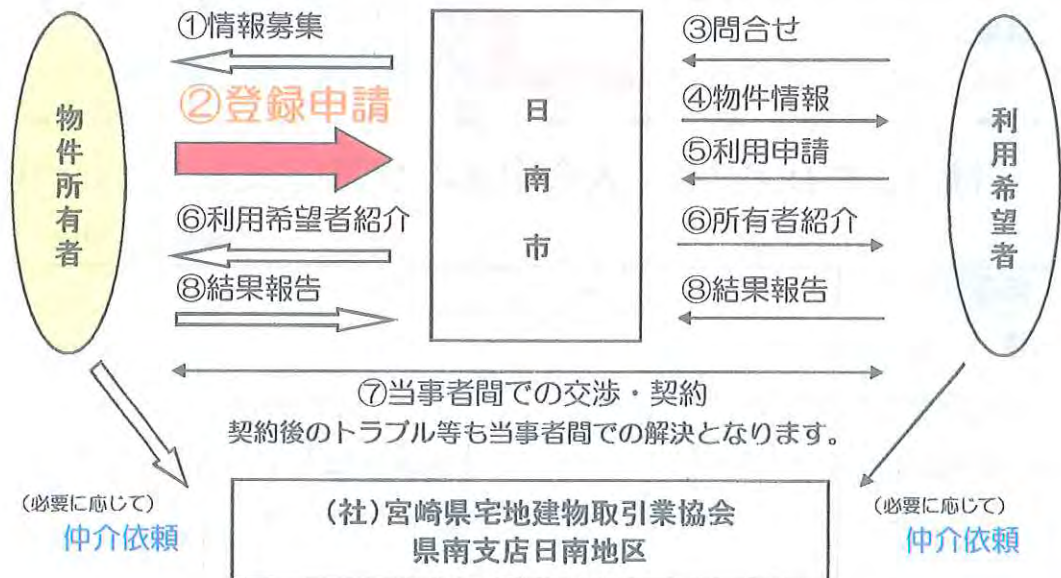 ①情報募集
②登録申請
⑥利用希望者紹介
⑧結果報告
物件所有者
日南市
③問合せ
④物件情報
⑤利用申請
⑥所有者紹介
⑧結果報告
利用希望者
⑦当事者間での交渉・契約
契約後のトラブル等も当事者間での解決となります。
(必要に応じて)
仲介依頼
(社)宮崎県宅地建物取引業協会
県南支店日南地区
(必要に応じて)
仲介依頼